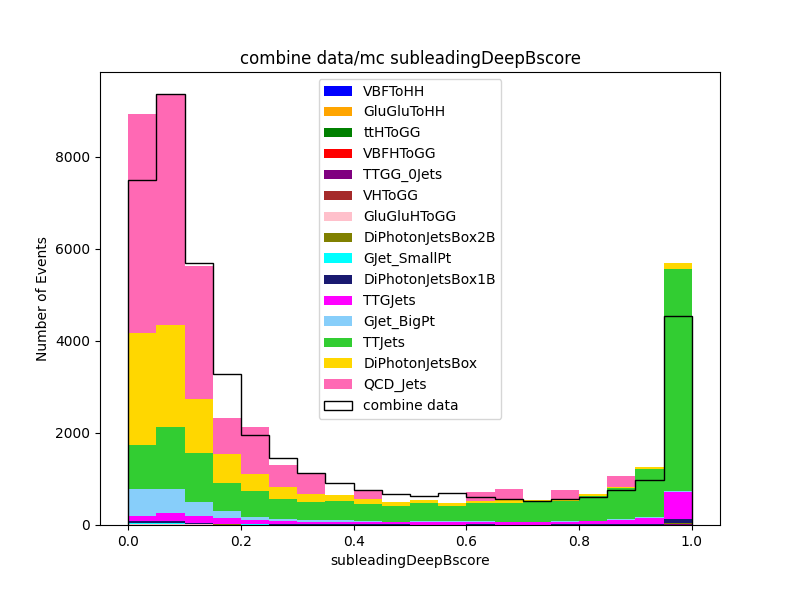 combine data/mc subleadingDeepBscore
VBFToHH
GluGluToHH
ttHToGG
VBFHToGG
TTGG_0Jets
VHToGG
GluGluHToGG
DiPhotonJetsBox2B
GJet_SmallPt
DiPhotonJetsBox1B
TTGJets
GJet_BigPt
TTJets
DiPhotonJetsBox
QCD_Jets
combine data
Number of Events
8000
6000
4000
2000
0
0.0 0.2 0.4 0.6 0.8 1.0
subleadingDeepBscore